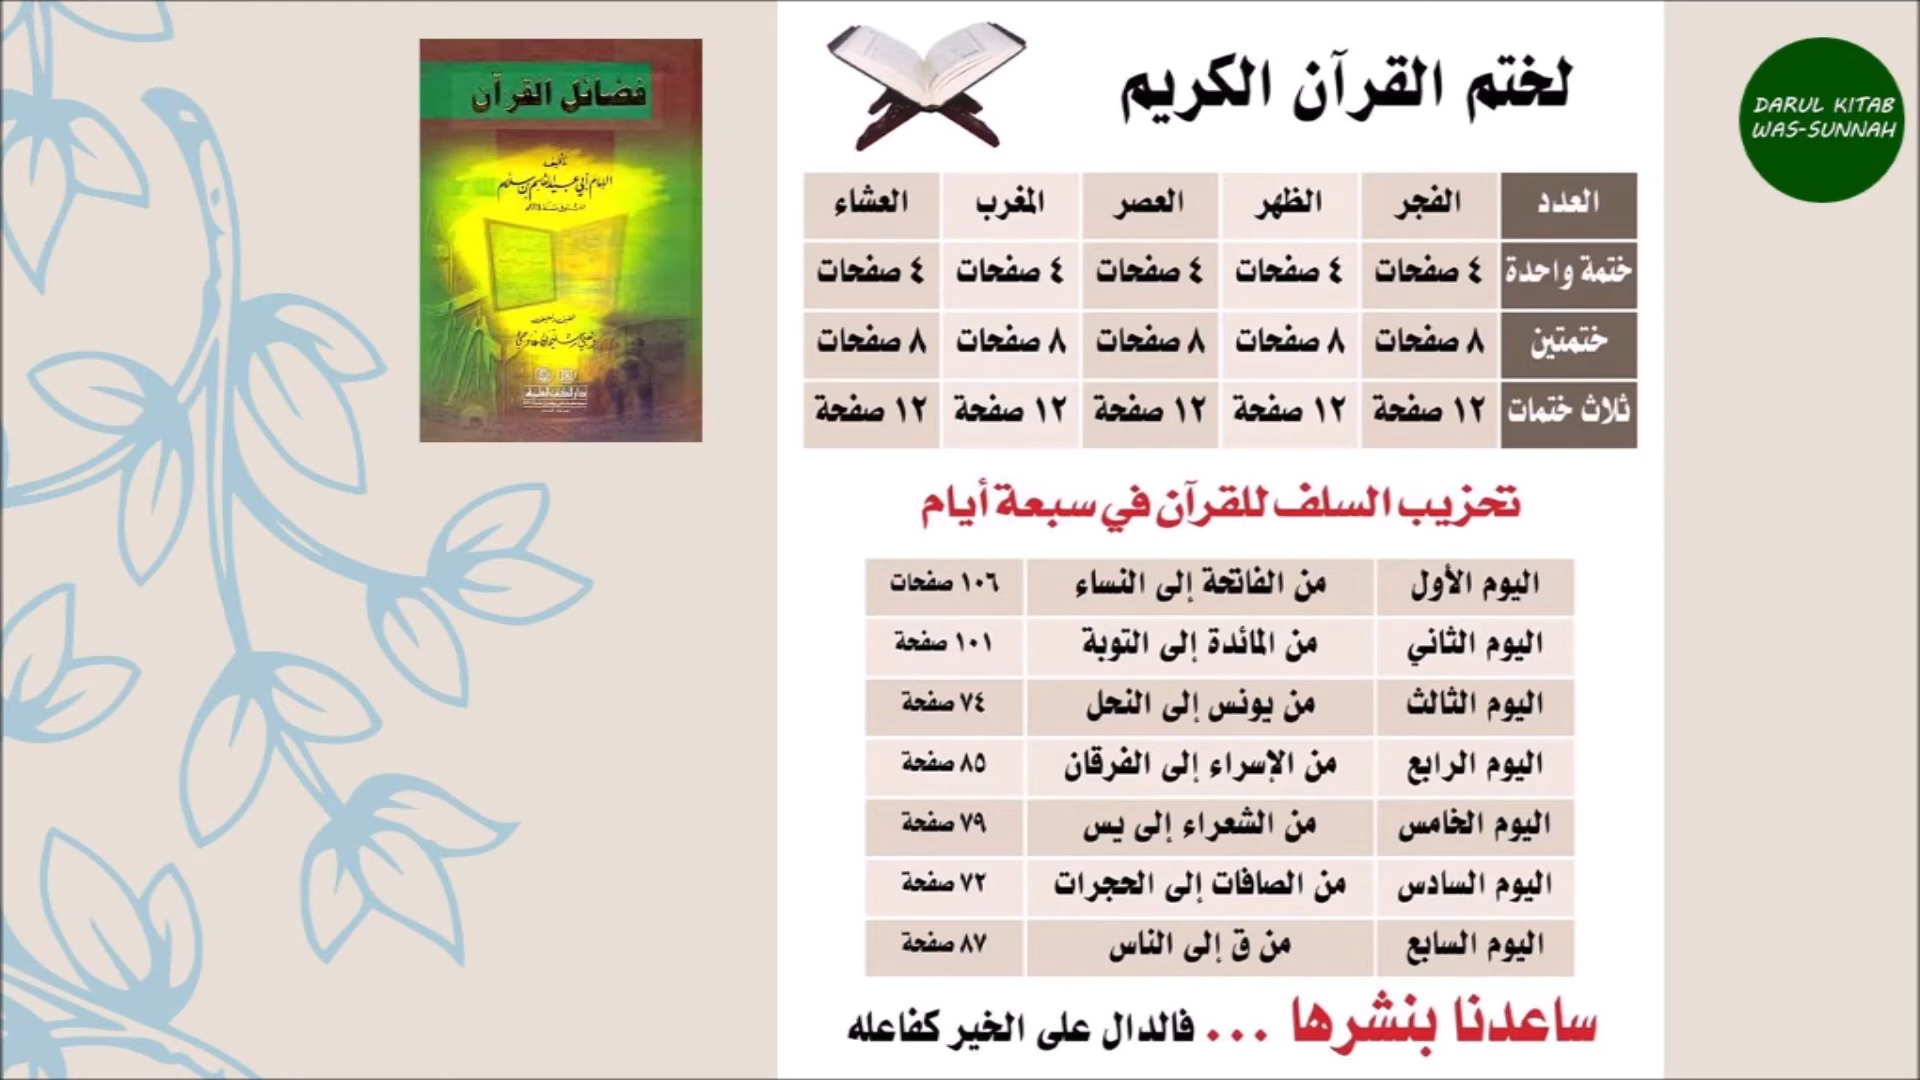 فضائل القرآن
تأليف
لختم القرآن الكريم
DARUL KITAB
WAS-SUNNAH
العدد الفجر الظهر العصر المغرب العشاء
ختمة واحدة ٤ صفحات ٤ صفحات ٤ صفحات ٤ صفحات ٤ صفحات
ختمتين ٨ صفحات ٨ صفحات ٨ صفحات ٨ صفحات ٨ صفحات
ثلاث ختمات ١٢ صفحة ١٢ صفحة ١٢ صفحة ١٢ صفحة ١٢ صفحة
تحزيب السلف للقرآن في سبعة أيام
اليوم الأول من الفاتحة إلى النساء ١٠٦ صفحات
اليوم الثاني من المائدة إلى التوبة ١٠١ صفحة
اليوم الثالث من يونس إلى النحل ٧٤ صفحة
اليوم الرابع من الإسراء إلى الفرقان ٨٥ صفحة
اليوم الخامس من الشعراء إلى يس ٧٩ صفحة
اليوم السادس من الصافات إلى الحجرات ٧٢ صفحة
اليوم السابع من ق إلى الناس ٨٧ صفحة
ساعدنا بنشرها ... فالدال على الخير كفاعله